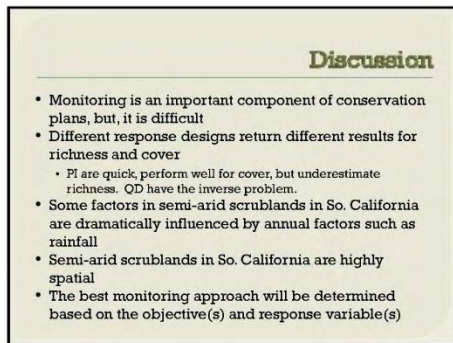 Discussion
• Monitoring is an important component of conservation
plans, but, it is difficult
• Different response designs return different results for
richness and cover
• PI are quick, perform well for cover, but underestimate
richness. QD have the inverse problem.
• Some factors in semi-arid scrublands in So. California
are dramatically influenced by annual factors such as
rainfall
• Semi-arid scrublands in So. California are highly
spatial
• The best monitoring approach will be determined
based on the objective(s) and response variable(s)